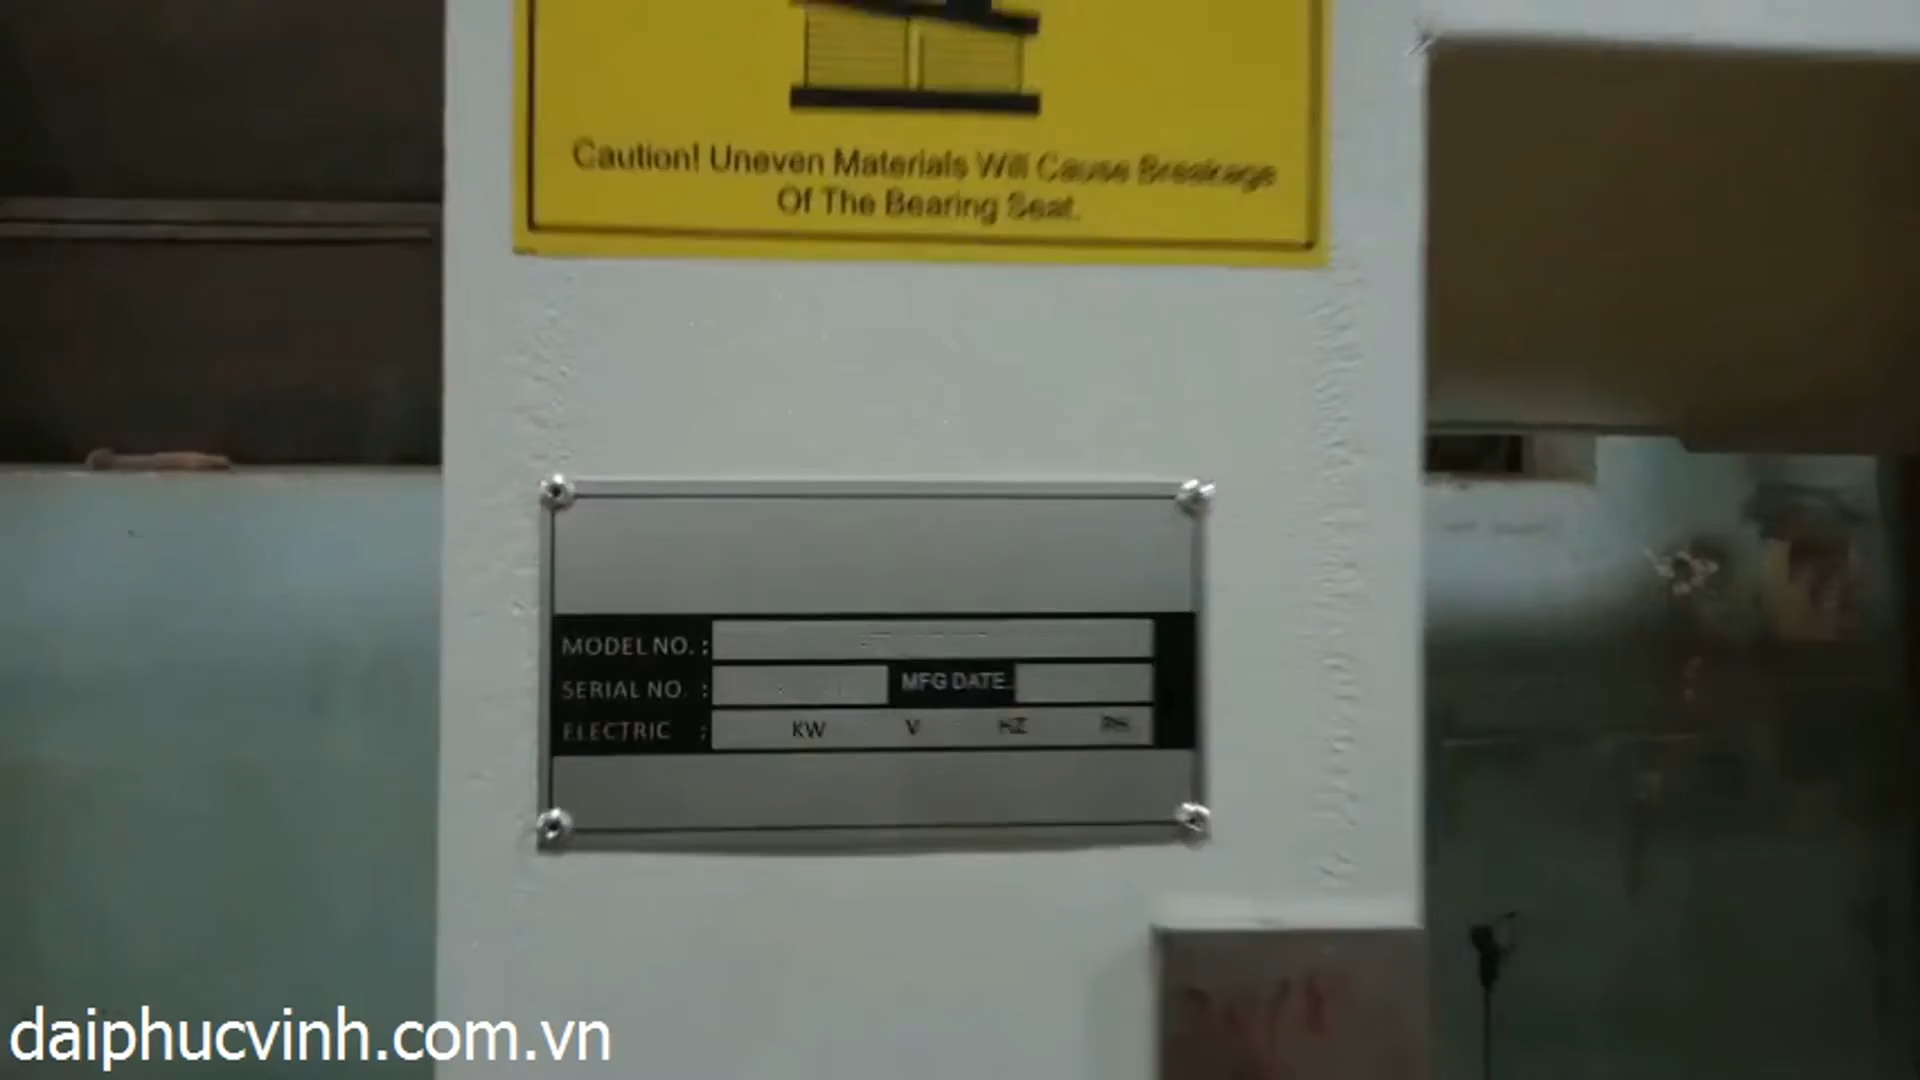 Caution! Uneven Materials Will Cause Breakage
Of The Bearing Seat.
MODEL NO. :
SERIAL NO. : MFG DATE
ELECTRIC : KW V HZ PH
daiphucvinh.com.vn